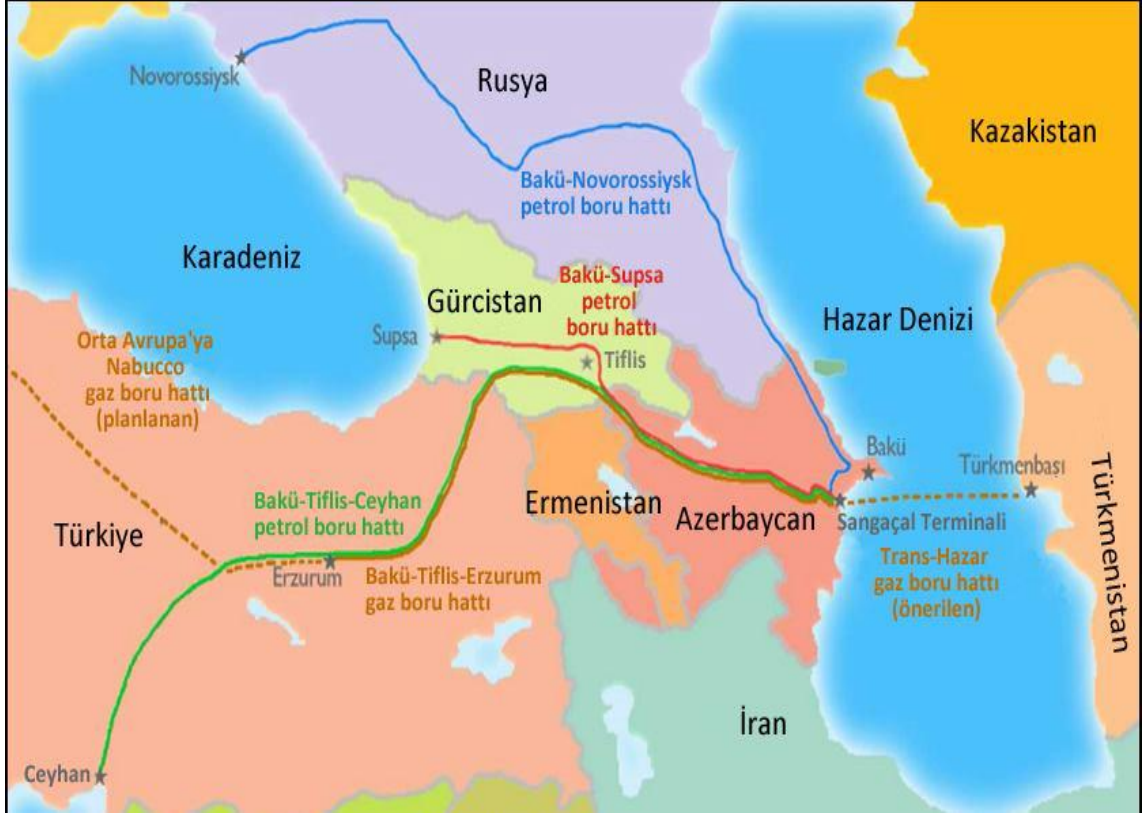 Novorossiysk
Rusya
Kazakistan
Bakü-Novorossiysk
petrol boru hattı
Karadeniz
Bakü-Supsa
petrol
boru hattı
Gürcistan
Hazar Denizi
Supsa
Tiflis
Orta Avrupa'ya
Nabucco
gaz boru hattı
(planlanan)
Bakü
Türkmenbaşı
Türkmenistan
Bakü-Tiflis-Ceyhan
petrol boru hattı
Ermenistan
Azerbaycan
Sangaçal Terminali
Türkiye
Erzurum
Bakü-Tiflis-Erzurum
gaz boru hattı
Trans-Hazar
gaz boru hattı
(önerilen)
İran
Ceyhan